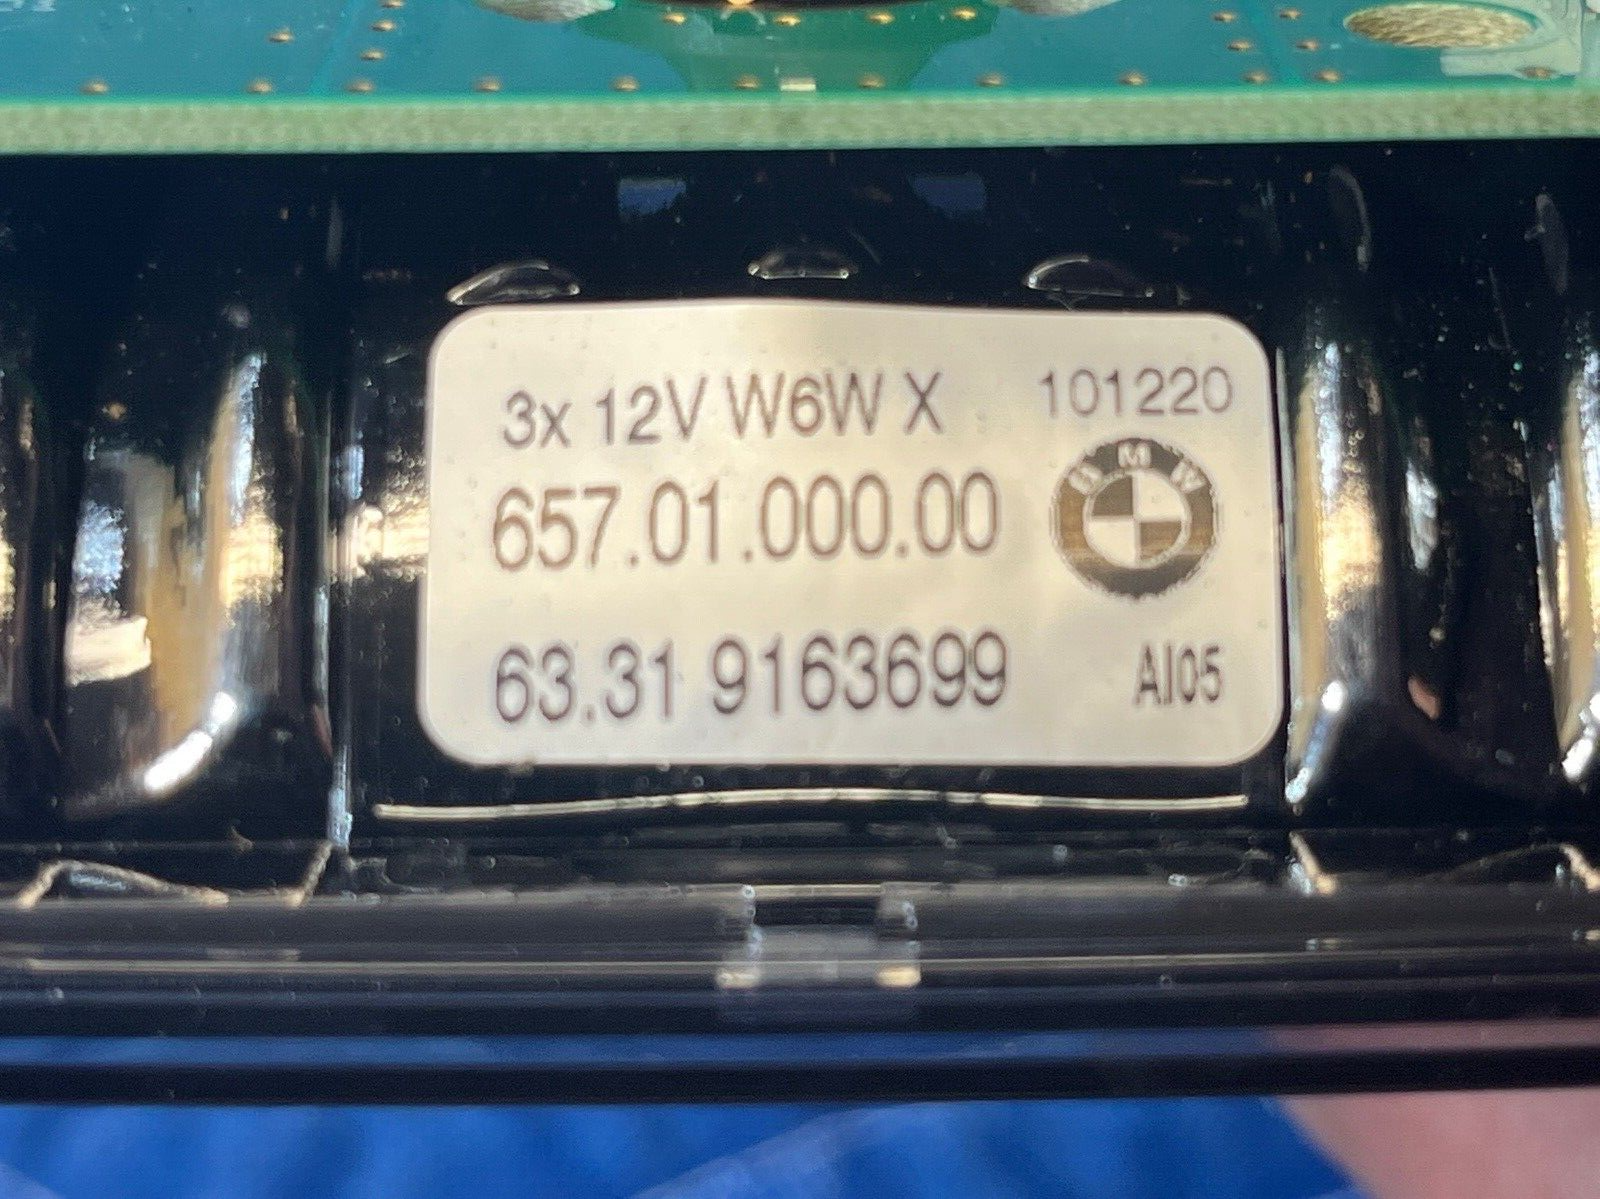 3x 12V W6W X 101220
657.01.000.00
BMW
63.31 9163699 AI05